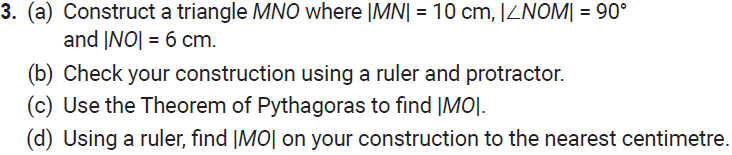 3. (a) Construct a triangle MNO where |MN| = 10 cm, |∠NOM| = 90°
and |NO| = 6 cm.
(b) Check your construction using a ruler and protractor.
(c) Use the Theorem of Pythagoras to find |MO|.
(d) Using a ruler, find |MO| on your construction to the nearest centimetre.